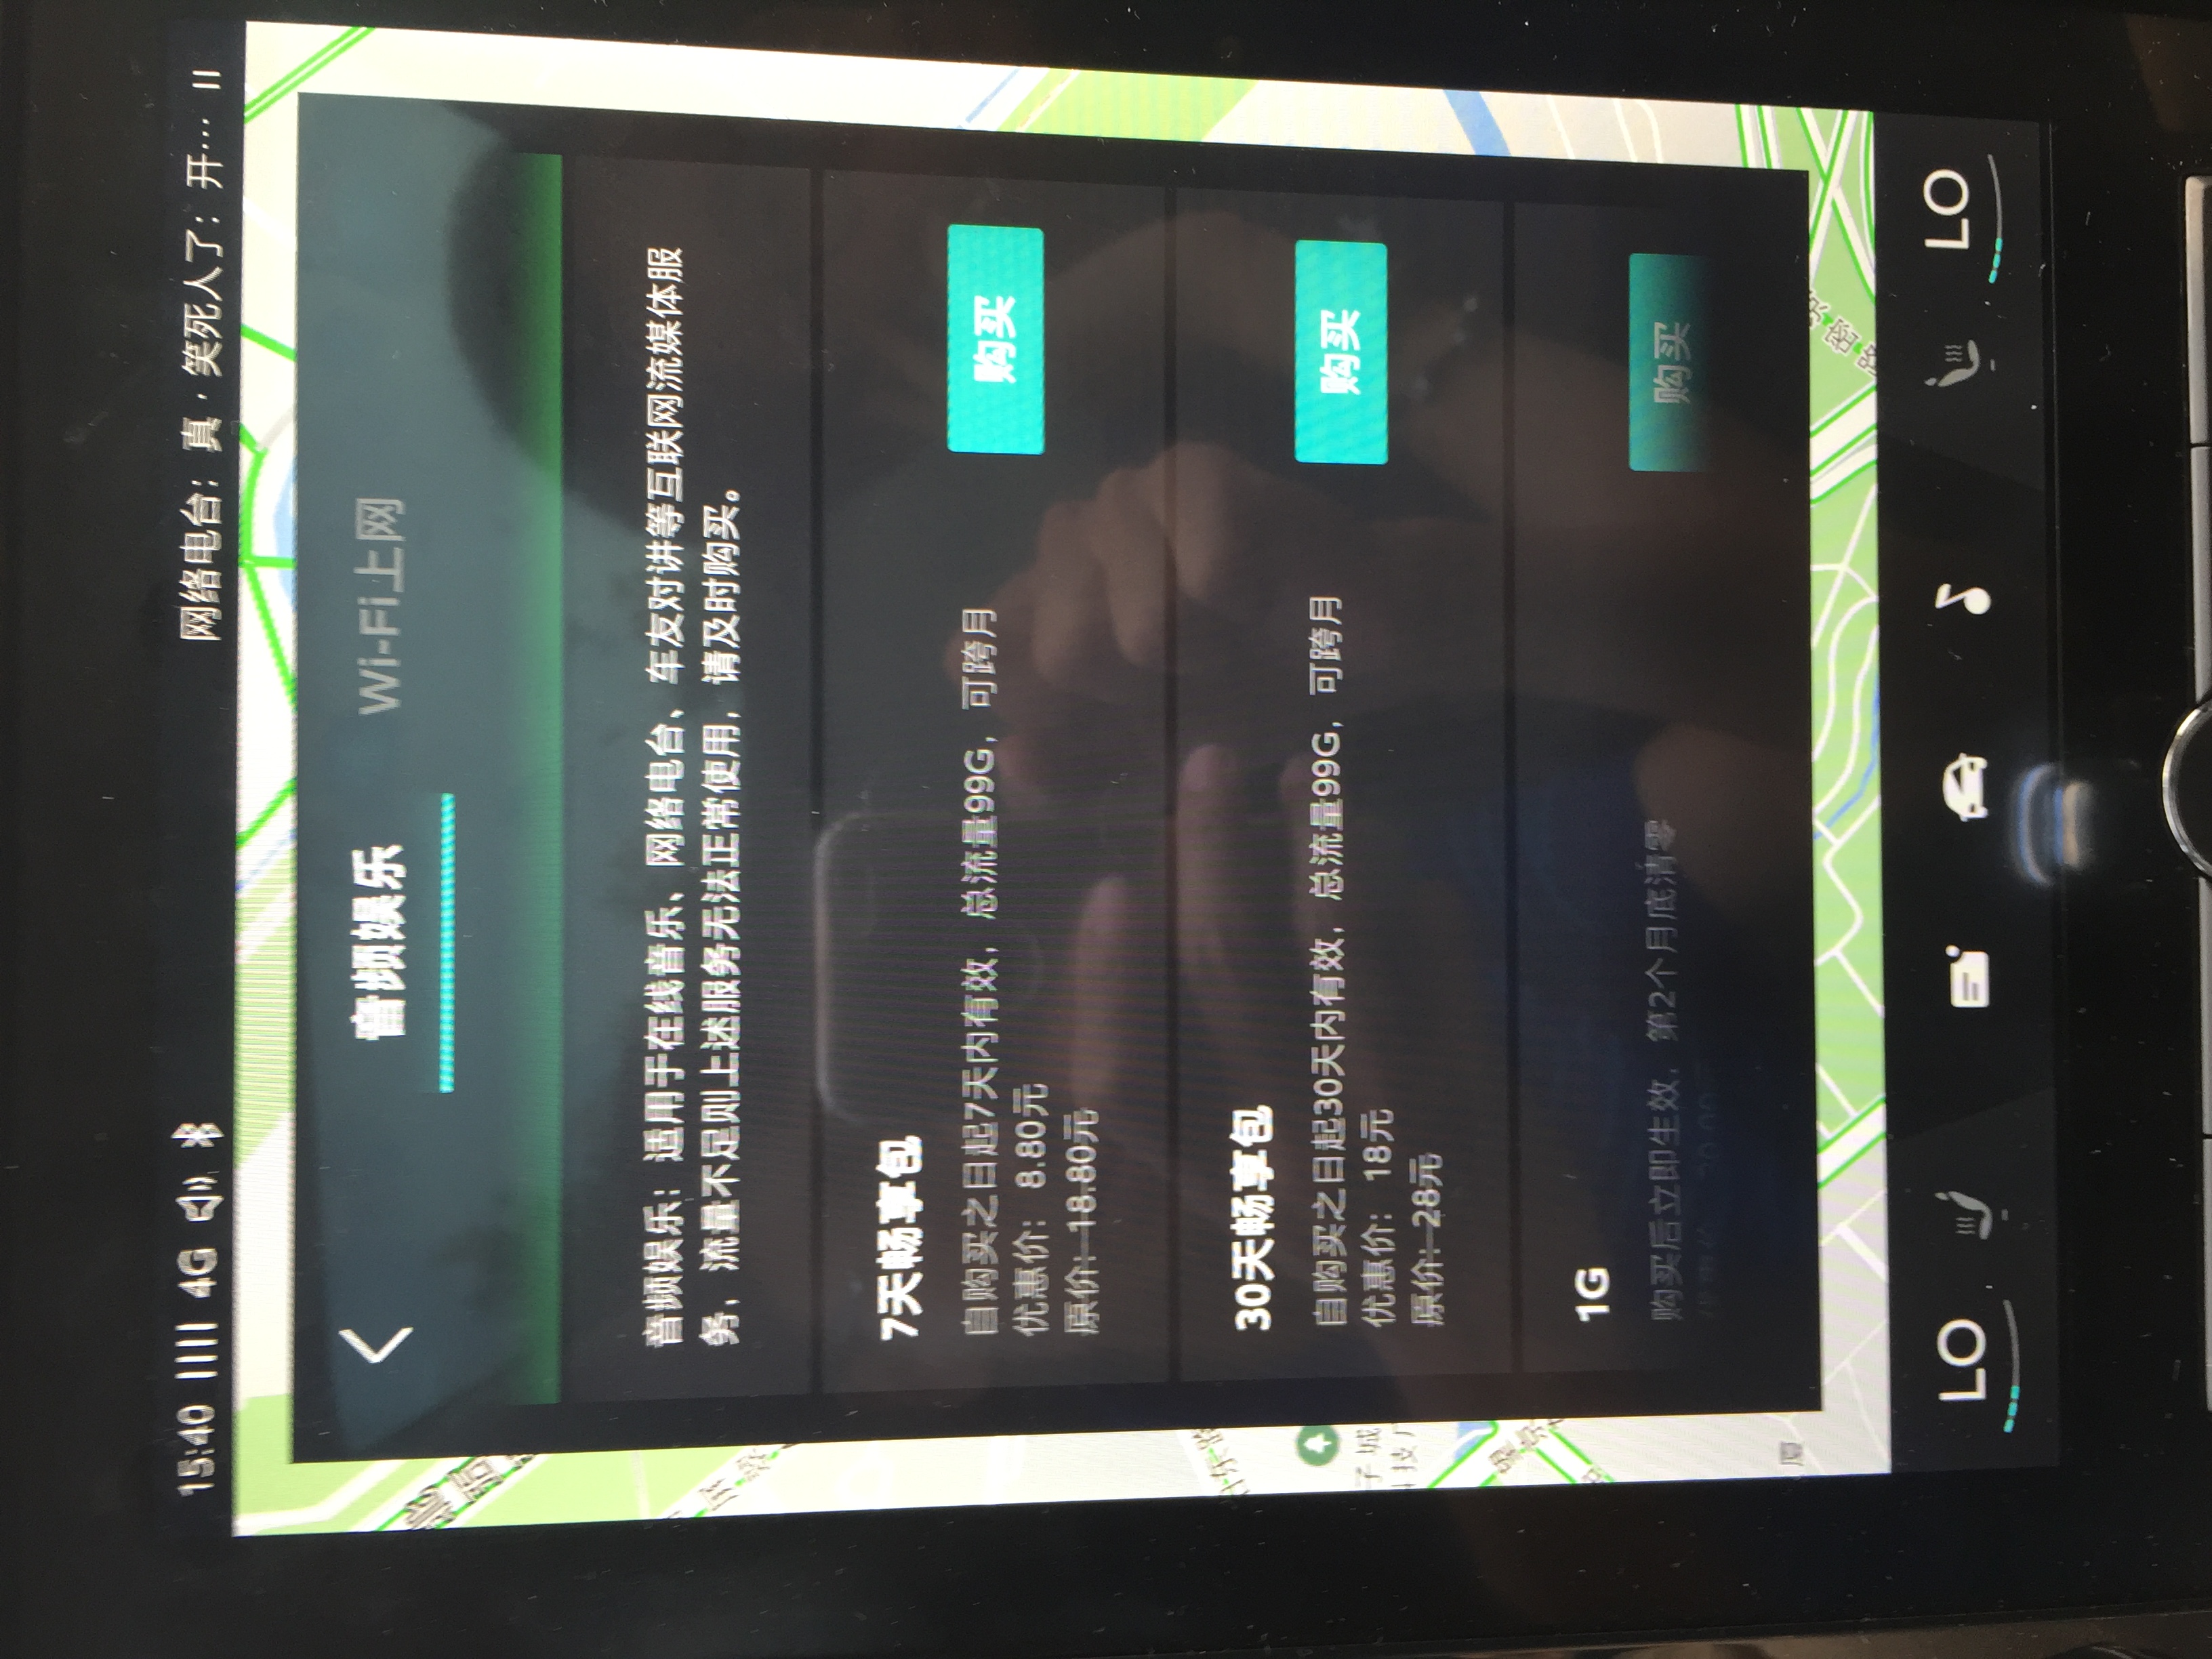 15:40 4G
网络电台：真·笑死人了：开…
音频娱乐
Wi-Fi上网
音频娱乐：适用于在线音乐、网络电台、车友对讲等互联网流媒体服
务，流量不足则上述服务无法正常使用，请及时购买。
7天畅享包
自购买之日起7天内有效，总流量99G，可跨月
优惠价： 8.80元
原价：18.80元
购买
30天畅享包
自购买之日起30天内有效，总流量99G，可跨月
优惠价： 18元
原价：28元
购买
1G
购买后立即生效，第2个月底清零
购买
东路
子城
技
厦
LO
LO